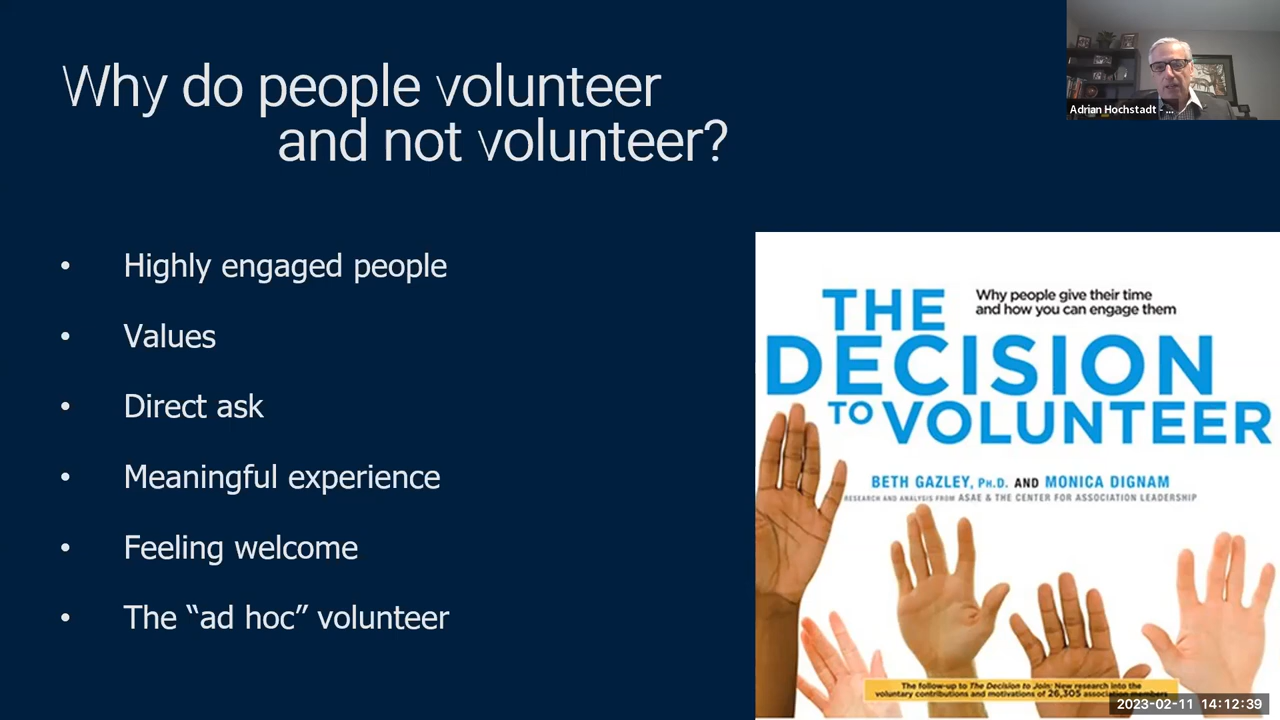 Why do people volunteer
and not volunteer?
Adrian Hochstadt - ...
• Highly engaged people
• Values
• Direct ask
• Meaningful experience
• Feeling welcome
• The “ad hoc” volunteer
THE
DECISION
TO VOLUNTEER
Why people give their time
and how you can engage them
BETH GAZLEY, PH.D. AND MONICA DIGNAM
RESEARCH AND ANALYSIS FROM ASAE & THE CENTER FOR ASSOCIATION LEADERSHIP
The follow-up to The Decision to Join: New research into the
voluntary contributions and motivations of 26,305 association members
2023-02-11 14:12:39